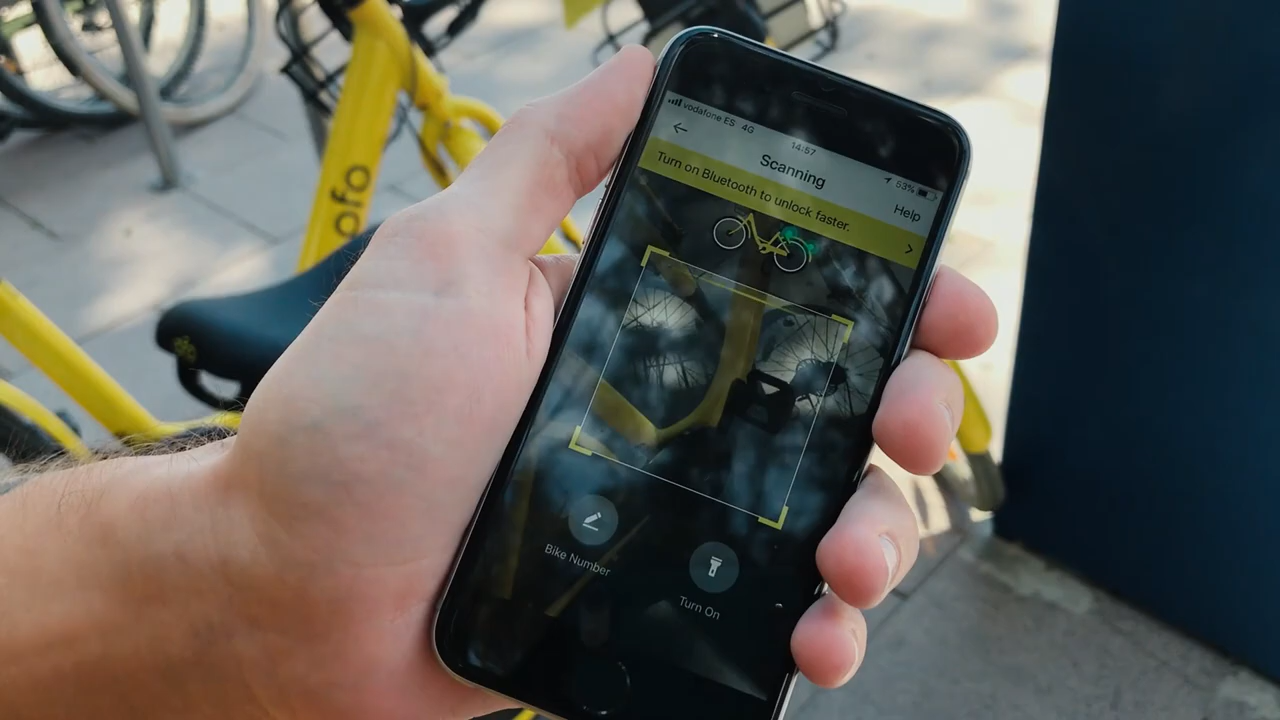 ofo
vodafone ES 4G
14:57
53%
Scanning
Help
Turn on Bluetooth to unlock faster.
Bike Number
Turn On